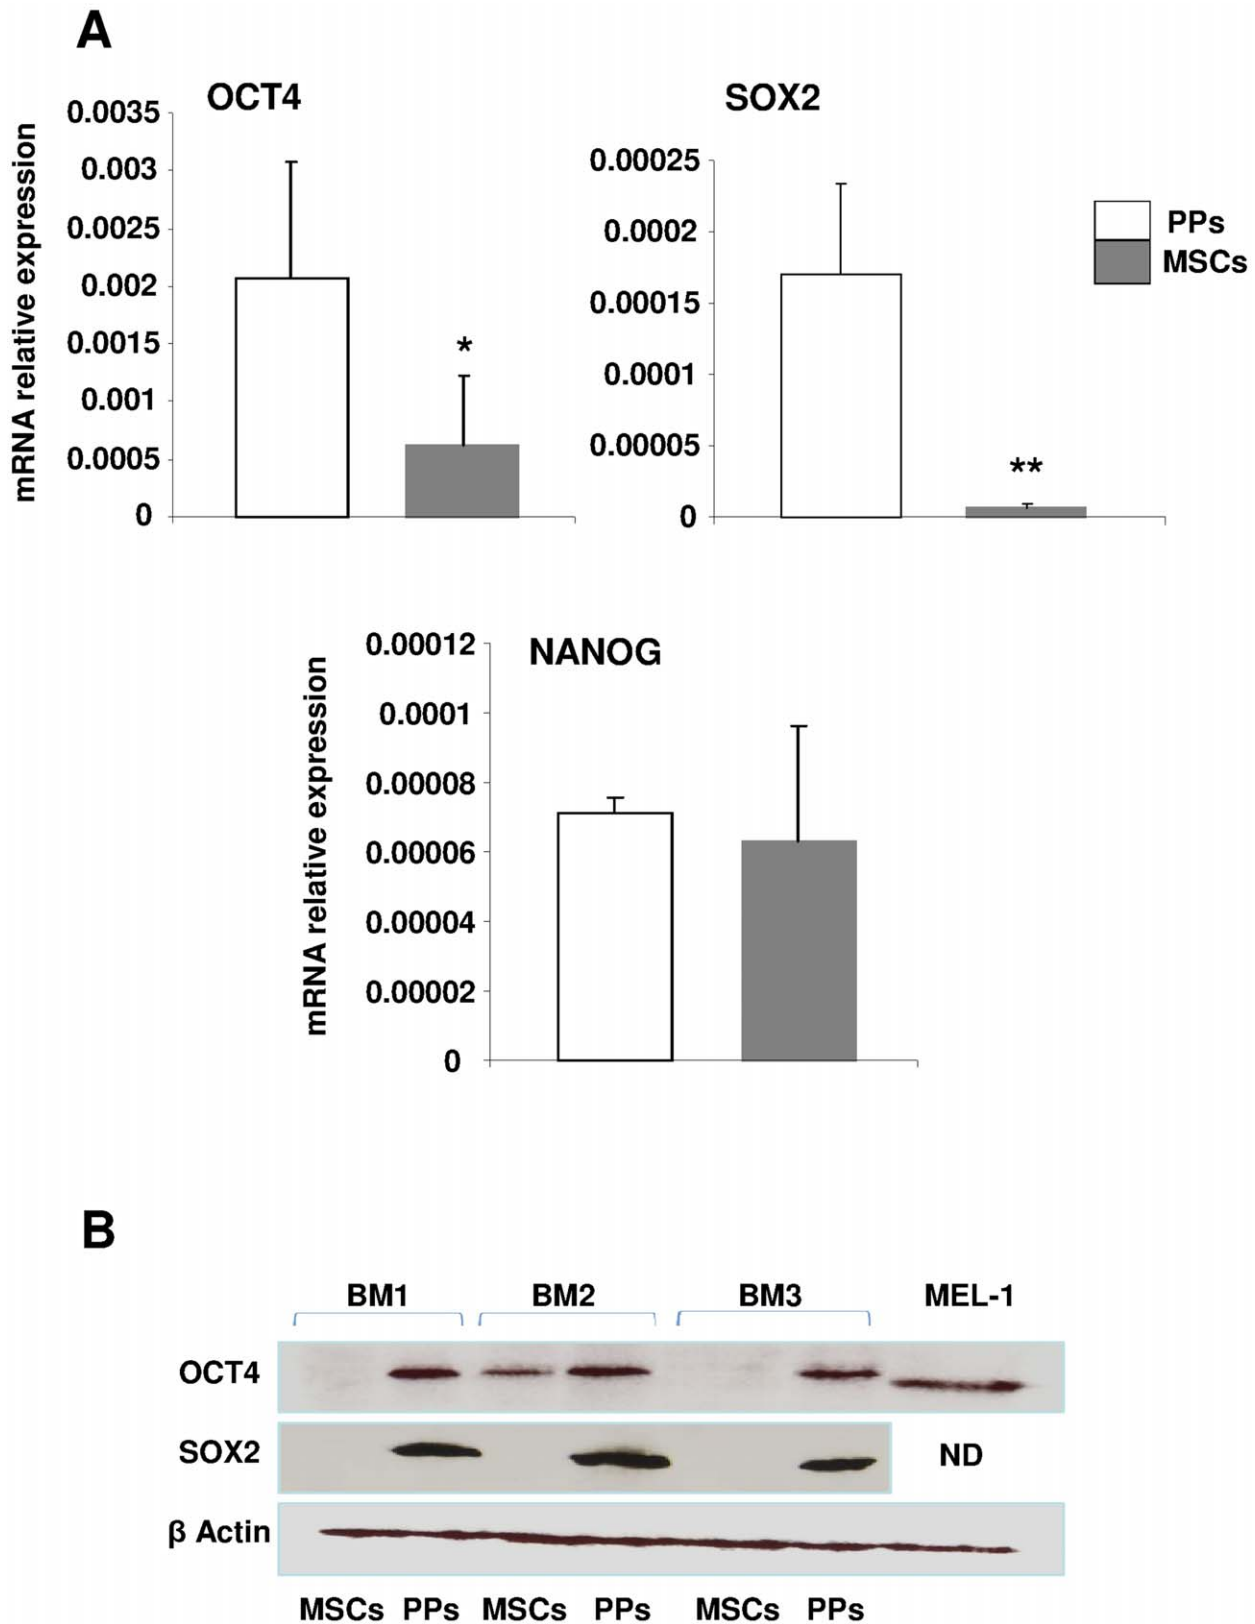 A
OCT4
SOX2
mRNA relative expression
0.0035
0.003
0.0025
0.002
0.0015
0.001
0.0005
0
*
0.00025
0.0002
0.00015
0.0001
0.00005
0
**
PPs
MSCs
NANOG
mRNA relative expression
0.00012
0.0001
0.00008
0.00006
0.00004
0.00002
0
B
BM1 BM2 BM3 MEL-1
OCT4
SOX2 ND
β Actin
MSCs PPs MSCs PPs MSCs PPs